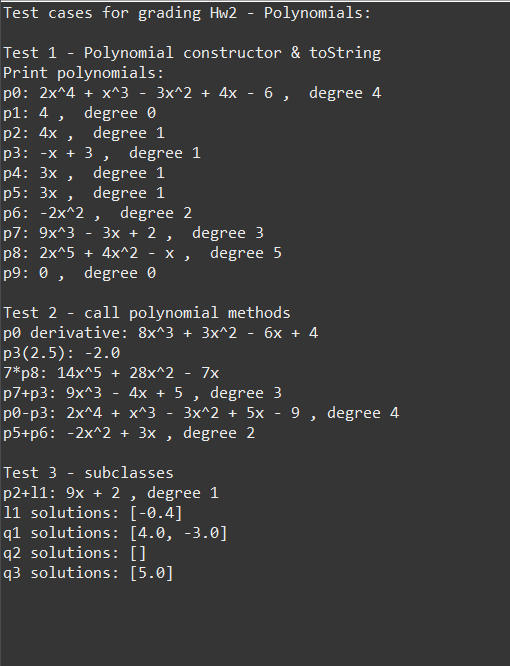 Test cases for grading Hw2 - Polynomials:
Test 1 - Polynomial constructor & toString
Print polynomials:
p0: 2x^4 + x^3 - 3x^2 + 4x - 6 ,  degree 4
p1: 4 ,  degree 0
p2: 4x ,  degree 1
p3: -x + 3 ,  degree 1
p4: 3x ,  degree 1
p5: 3x ,  degree 1
p6: -2x^2 ,  degree 2
p7: 9x^3 - 3x + 2 ,  degree 3
p8: 2x^5 + 4x^2 - x ,  degree 5
p9: 0 ,  degree 0
Test 2 - call polynomial methods
p0 derivative: 8x^3 + 3x^2 - 6x + 4
p3(2.5): -2.0
7*p8: 14x^5 + 28x^2 - 7x
p7+p3: 9x^3 - 4x + 5 , degree 3
p0-p3: 2x^4 + x^3 - 3x^2 + 5x - 9 , degree 4
p5+p6: -2x^2 + 3x , degree 2
Test 3 - subclasses
p2+l1: 9x + 2 , degree 1
l1 solutions: [-0.4]
q1 solutions: [4.0, -3.0]
q2 solutions: []
q3 solutions: [5.0]